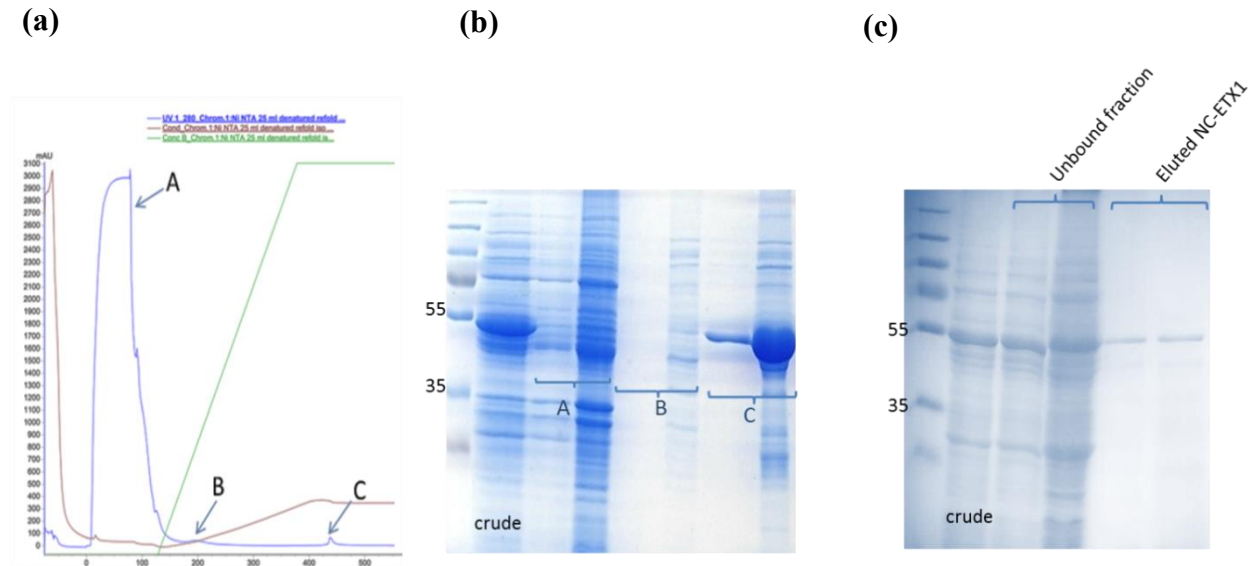 (a)
(b)
(c)
UV 1_280_Chrom.1:Ni NTA 25 ml denatured refold ...
Cond_Chrom.1:Ni NTA 25 ml denatured refold iso ...
Conc B_Chrom.1:Ni NTA 25 ml denatured refold is...
mAU
3100
3000
2900
2800
2700
2600
2500
2400
2300
2200
2100
2000
1900
1800
1700
1600
1500
1400
1300
1200
1100
1000
900
800
700
600
500
400
300
200
100
0
0
100
200
300
400
500
A
B
C
55
35
A
B
C
crude
Unbound fraction
Eluted NC-ETX1
55
35
crude